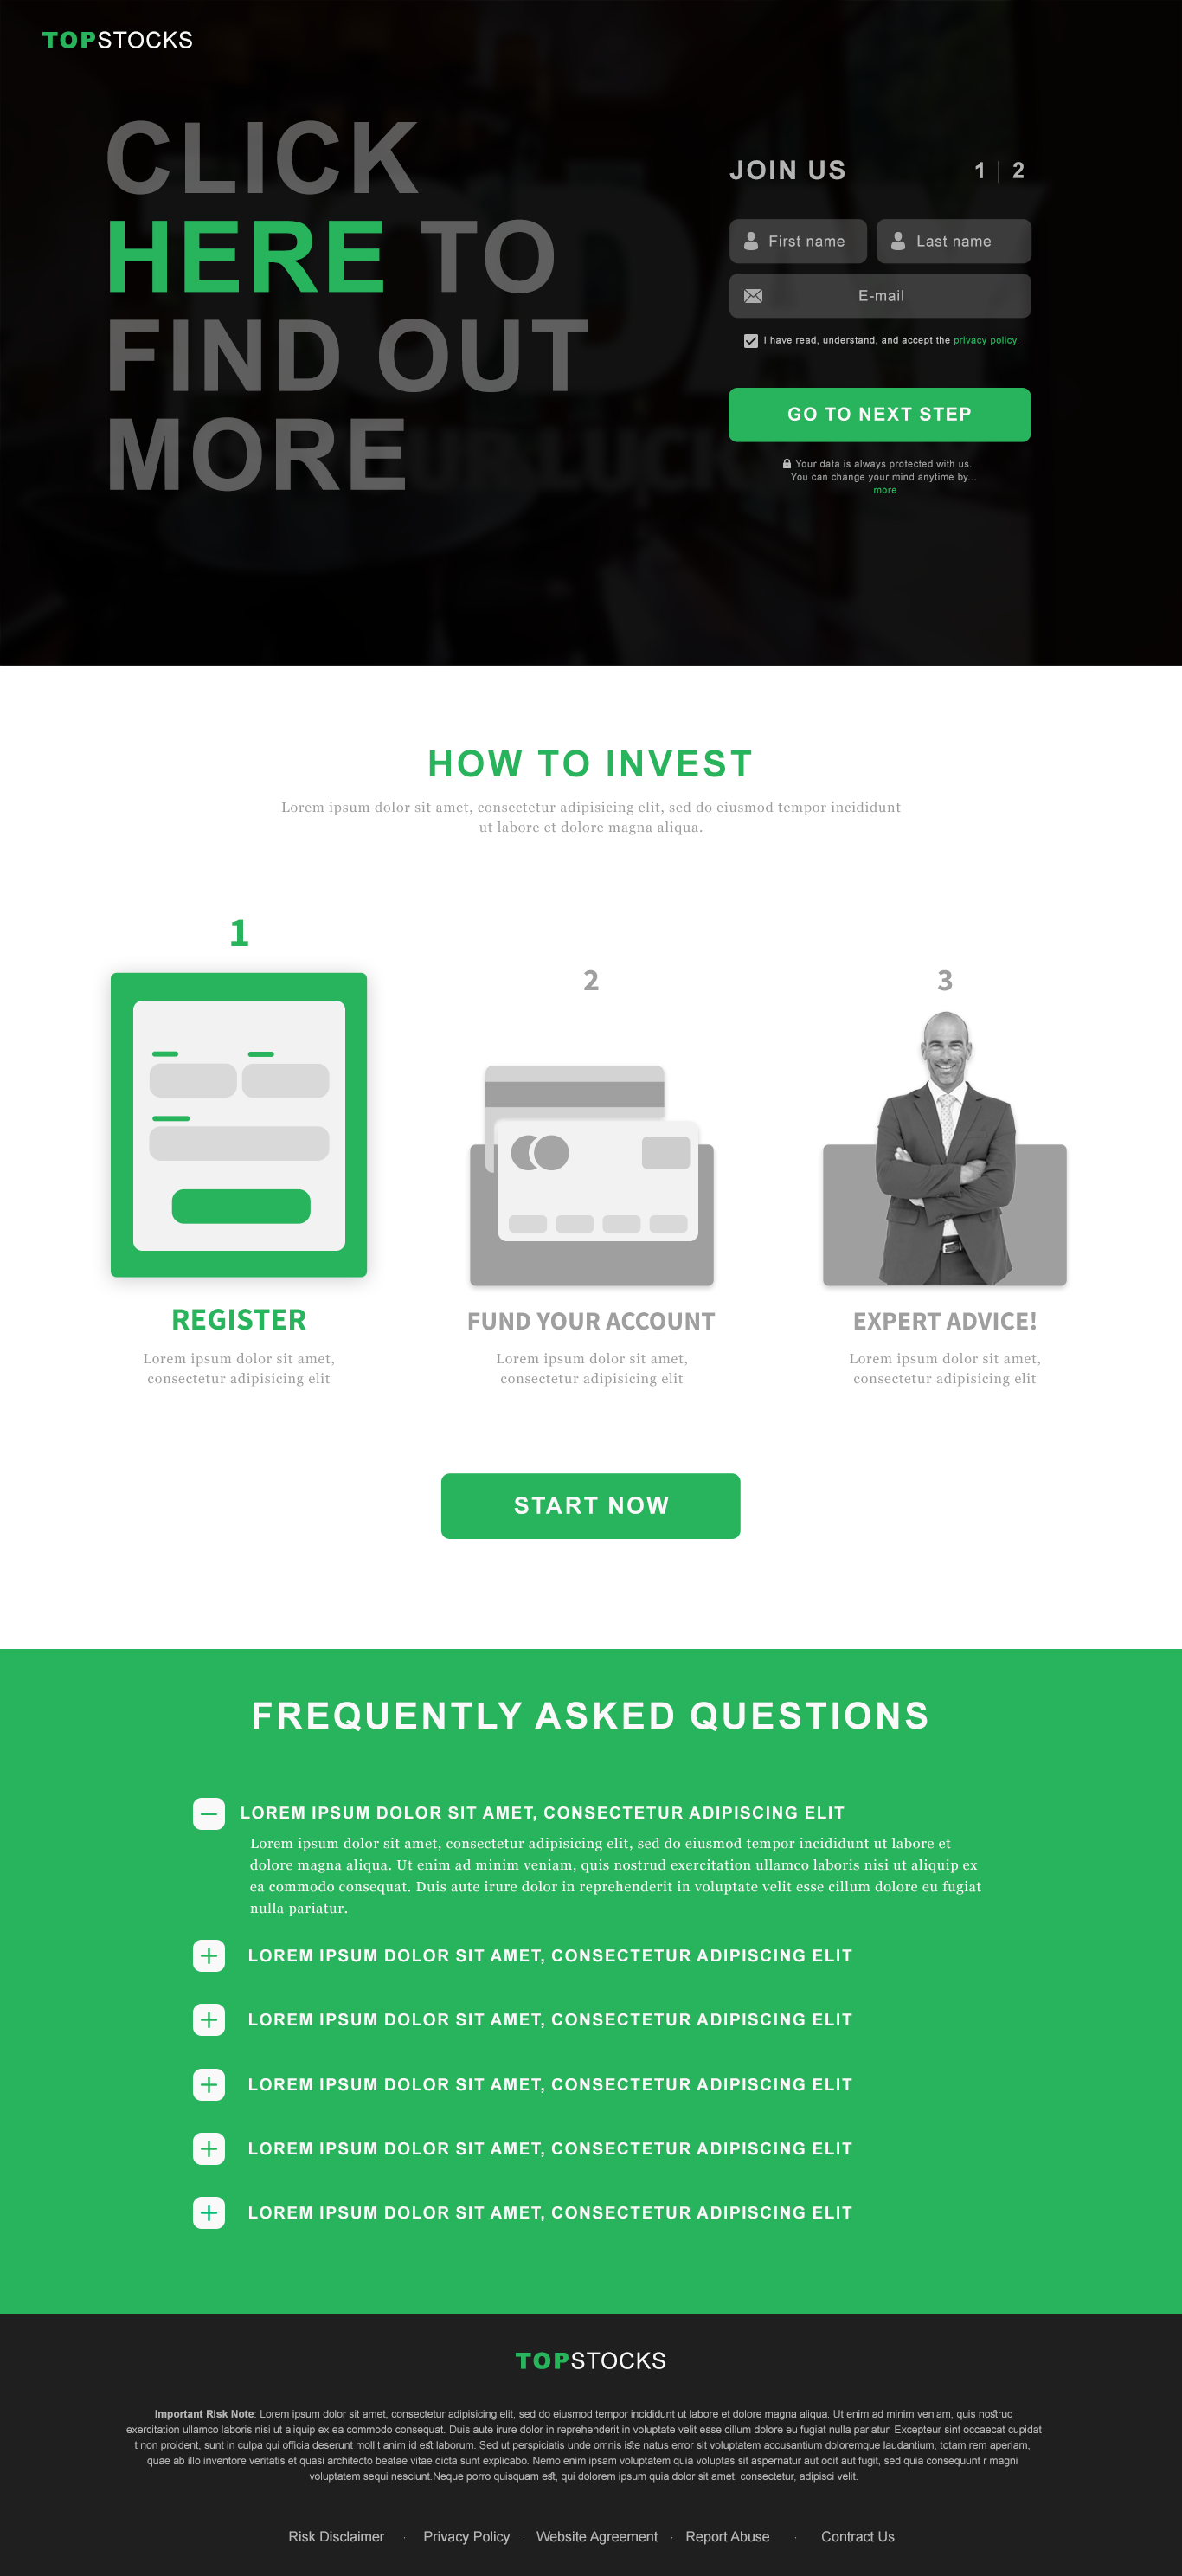 TOPSTOCKS
CLICK
HERE TO
FIND OUT
MORE
JOIN US
1 | 2
First name
Last name
E-mail
I have read, understand, and accept the privacy policy.
GO TO NEXT STEP
Your data is always protected with us.
You can change your mind anytime by...
more
HOW TO INVEST
Lorem ipsum dolor sit amet, consectetur adipisicing elit, sed do eiusmod tempor incididunt
ut labore et dolore magna aliqua.
1
REGISTER
Lorem ipsum dolor sit amet,
consectetur adipisicing elit
2
FUND YOUR ACCOUNT
Lorem ipsum dolor sit amet,
consectetur adipisicing elit
3
EXPERT ADVICE!
Lorem ipsum dolor sit amet,
consectetur adipisicing elit
START NOW
FREQUENTLY ASKED QUESTIONS
LOREM IPSUM DOLOR SIT AMET, CONSECTETUR ADIPISCING ELIT
Lorem ipsum dolor sit amet, consectetur adipisicing elit, sed do eiusmod tempor incididunt ut labore et
dolore magna aliqua. Ut enim ad minim veniam, quis nostrud exercitation ullamco laboris nisi ut aliquip ex
ea commodo consequat. Duis aute irure dolor in reprehenderit in voluptate velit esse cillum dolore eu fugiat
nulla pariatur.
LOREM IPSUM DOLOR SIT AMET, CONSECTETUR ADIPISCING ELIT
LOREM IPSUM DOLOR SIT AMET, CONSECTETUR ADIPISCING ELIT
LOREM IPSUM DOLOR SIT AMET, CONSECTETUR ADIPISCING ELIT
LOREM IPSUM DOLOR SIT AMET, CONSECTETUR ADIPISCING ELIT
LOREM IPSUM DOLOR SIT AMET, CONSECTETUR ADIPISCING ELIT
TOPSTOCKS
Important Risk Note: Lorem ipsum dolor sit amet, consectetur adipisicing elit, sed do eiusmod tempor incididunt ut labore et dolore magna aliqua. Ut enim ad minim veniam, quis nostrud
exercitation ullamco laboris nisi ut aliquip ex ea commodo consequat. Duis aute irure dolor in reprehenderit in voluptate velit esse cillum dolore eu fugiat nulla pariatur. Excepteur sint occaecat cupidat
t non proident, sunt in culpa qui officia deserunt mollit anim id est laborum. Sed ut perspiciatis unde omnis iste natus error sit voluptatem accusantium doloremque laudantium, totam rem aperiam,
quae ab illo inventore veritatis et quasi architecto beatae vitae dicta sunt explicabo. Nemo enim ipsam voluptatem quia voluptas sit aspernatur aut odit aut fugit, sed quia consequunt r magni
voluptatem sequi nesciunt.Neque porro quisquam est, qui dolorem ipsum quia dolor sit amet, consectetur, adipisci velit.
Risk Disclaimer · Privacy Policy · Website Agreement · Report Abuse · Contract Us